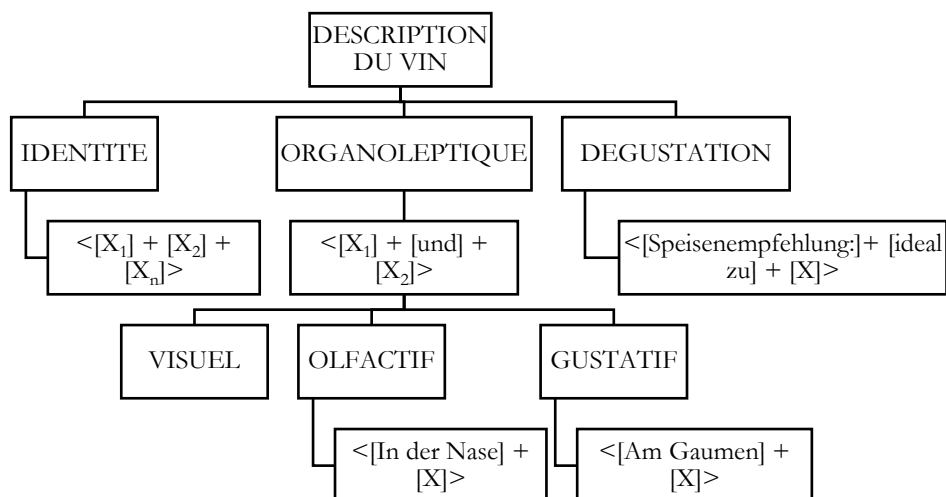 DESCRIPTION
DU VIN
IDENTITE
ORGANOLEPTIQUE
DEGUSTATION
<[X₁] + [X₂] +
[Xₙ]>
<[X₁] + [und] +
[X₂]>
<[Speisenempfehlung:]+ [ideal
zu] + [X]>
VISUEL
OLFACTIF
GUSTATIF
<[In der Nase] +
[X]>
<[Am Gaumen] +
[X]>